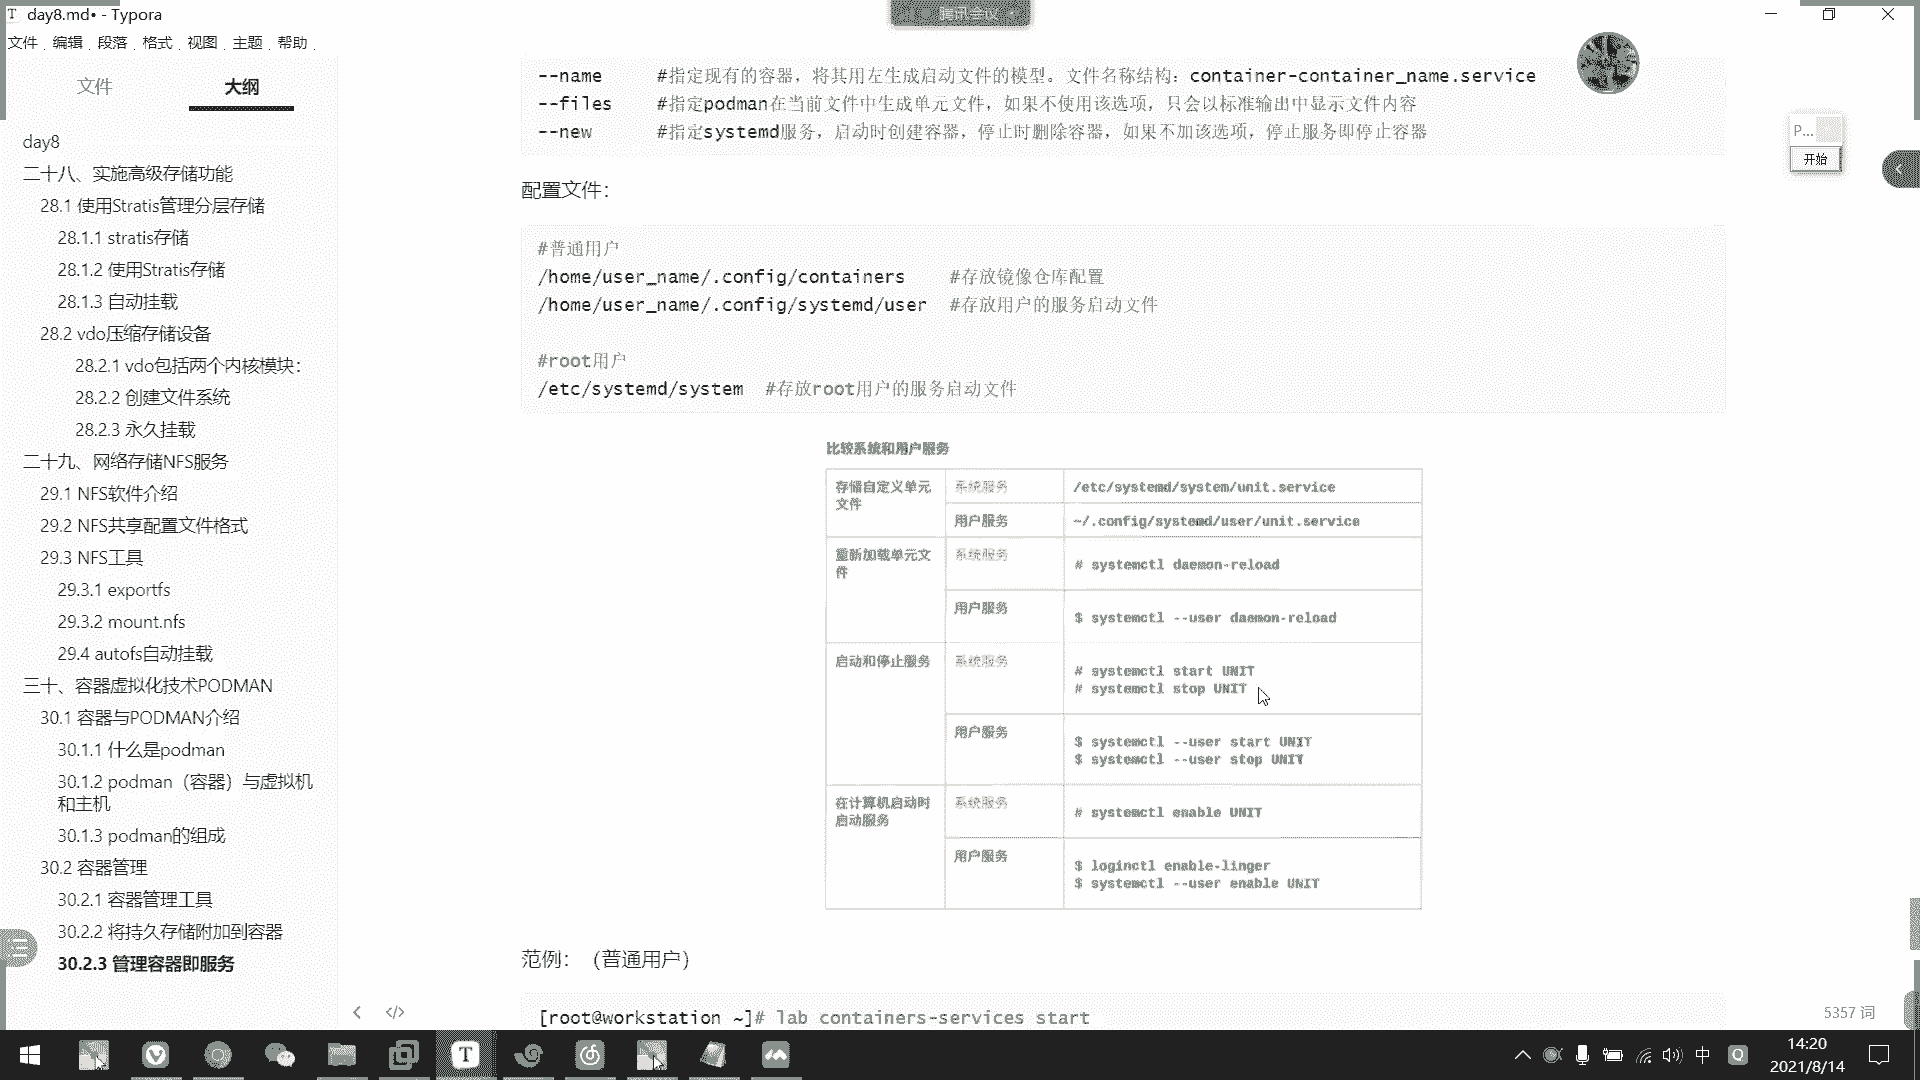 day8.md• - Typora
腾讯会议
文件 编辑 段落 格式 视图 主题 帮助
文件 大纲
day8
二十八、实施高级存储功能
28.1 使用Stratis管理分层存储
28.1.1 stratis存储
28.1.2 使用Stratis存储
28.1.3 自动挂载
28.2 vdo压缩存储设备
28.2.1 vdo包括两个内核模块：
28.2.2 创建文件系统
28.2.3 永久挂载
二十九、网络存储NFS服务
29.1 NFS软件介绍
29.2 NFS共享配置文件格式
29.3 NFS工具
29.3.1 exportfs
29.3.2 mount.nfs
29.4 autofs自动挂载
三十、容器虚拟化技术PODMAN
30.1 容器与PODMAN介绍
30.1.1 什么是podman
30.1.2 podman（容器）与虚拟机
和主机
30.1.3 podman的组成
30.2 容器管理
30.2.1 容器管理工具
30.2.2 将持久存储附加到容器
30.2.3 管理容器即服务
--name #指定现有的容器，将其用左生成启动文件的模型。文件名称结构：container-container_name.service
--files #指定podman在当前文件中生成单元文件，如果不使用该选项，只会以标准输出中显示文件内容
--new #指定systemd服务，启动时创建容器，停止时删除容器，如果不加该选项，停止服务即停止容器
配置文件：
#普通用户
/home/user_name/.config/containers #存放镜像仓库配置
/home/user_name/.config/systemd/user #存放用户的服务启动文件
#root用户
/etc/systemd/system #存放root用户的服务启动文件
比较系统和用户服务
存储自定义单元
文件
系统服务 /etc/systemd/system/unit.service
用户服务 ~/.config/systemd/user/unit.service
重新加载单元文
件
系统服务 # systemctl daemon-reload
用户服务 $ systemctl --user daemon-reload
启动和停止服务 系统服务
# systemctl start UNIT
# systemctl stop UNIT
用户服务
$ systemctl --user start UNIT
$ systemctl --user stop UNIT
在计算机启动时
启动服务
系统服务 # systemctl enable UNIT
用户服务
$ loginctl enable-linger
$ systemctl --user enable UNIT
范例：（普通用户）
[root@workstation ~]# lab containers-services start
P...
开始
5357 词
中
14:20
2021/8/14